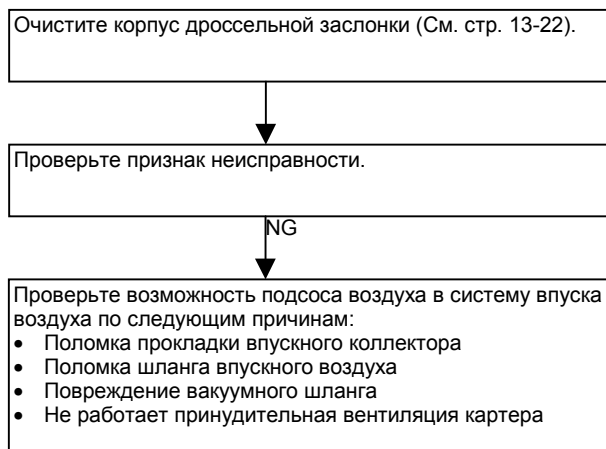 Очистите корпус дроссельной заслонки (См. стр. 13-22).
Проверьте признак неисправности.
NG
Проверьте возможность подсоса воздуха в систему впуска
воздуха по следующим причинам:
• Поломка прокладки впускного коллектора
• Поломка шланга впускного воздуха
• Повреждение вакуумного шланга
• Не работает принудительная вентиляция картера